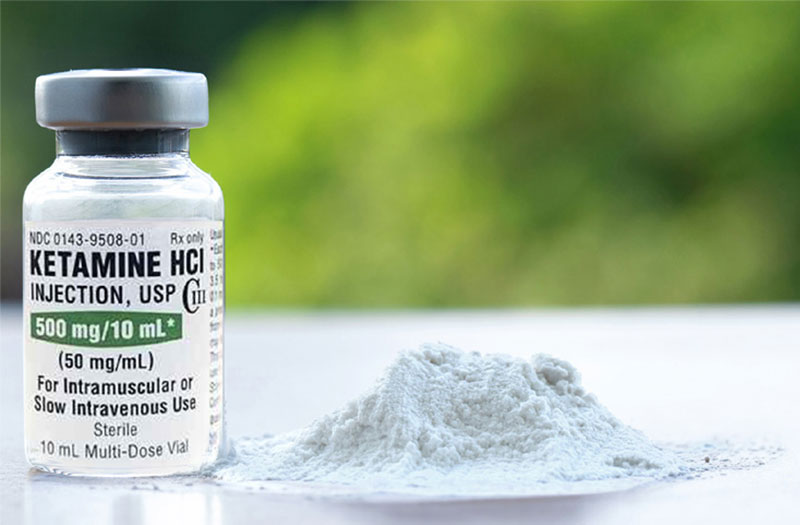 NDC 0143-9508-01 Rx only
KETAMINE HCl
INJECTION, USP CIII
500 mg/10 mL*
(50 mg/mL)
For Intramuscular or
Slow Intravenous Use
Sterile
10 mL Multi-Dose Vial